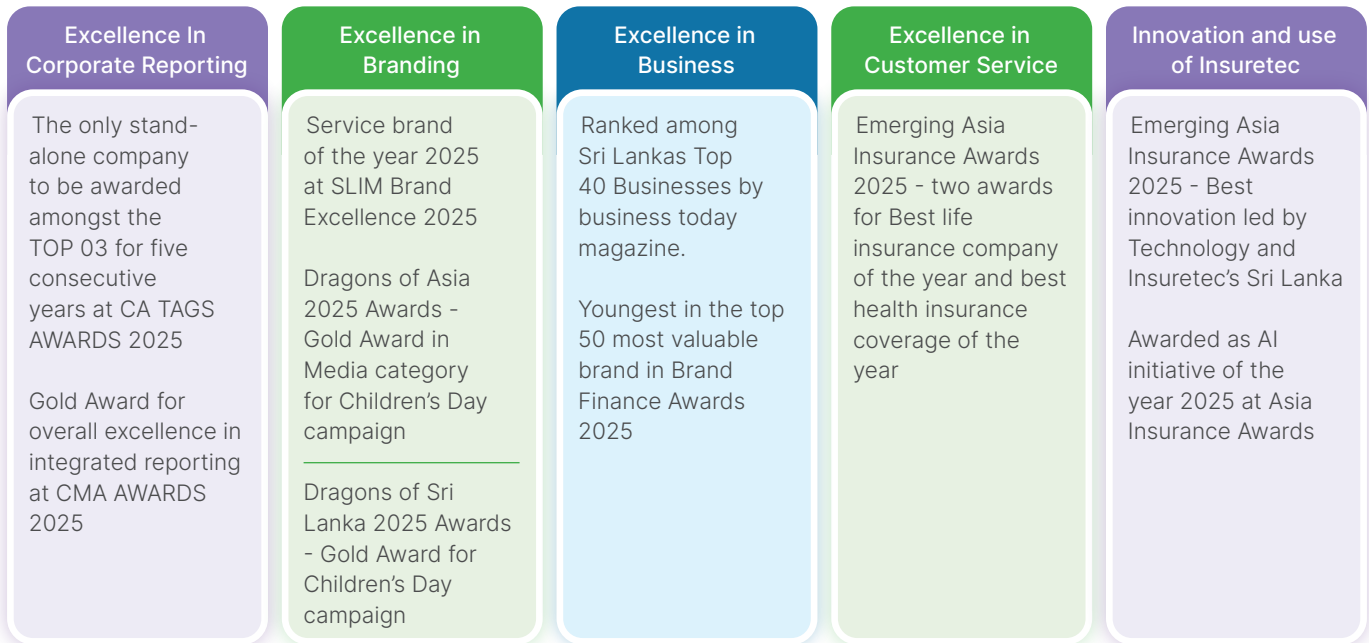 Excellence In
Corporate Reporting
The only stand-
alone company
to be awarded
amongst the
TOP 03 for five
consecutive
years at CA TAGS
AWARDS 2025
Gold Award for
overall excellence in
integrated reporting
at CMA AWARDS
2025
Excellence in
Branding
Service brand
of the year 2025
at SLIM Brand
Excellence 2025
Dragons of Asia
2025 Awards -
Gold Award in
Media category
for Children’s Day
campaign
Dragons of Sri
Lanka 2025 Awards
- Gold Award for
Children’s Day
campaign
Excellence in
Business
Ranked among
Sri Lankas Top
40 Businesses by
business today
magazine.
Youngest in the top
50 most valuable
brand in Brand
Finance Awards
2025
Excellence in
Customer Service
Emerging Asia
Insurance Awards
2025 - two awards
for Best life
insurance company
of the year and best
health insurance
coverage of the
year
Innovation and use
of Insuretec
Emerging Asia
Insurance Awards
2025 - Best
innovation led by
Technology and
Insuretec’s Sri Lanka
Awarded as AI
initiative of the
year 2025 at Asia
Insurance Awards